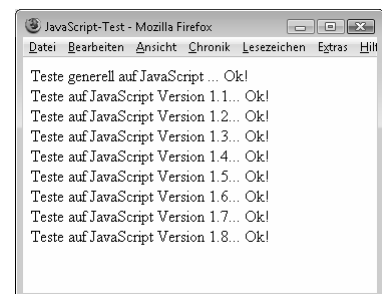 JavaScript-Test - Mozilla Firefox
Datei Bearbeiten Ansicht Chronik Lesezeichen Extras Hilf
Teste generell auf JavaScript ... Ok!
Teste auf JavaScript Version 1.1... Ok!
Teste auf JavaScript Version 1.2... Ok!
Teste auf JavaScript Version 1.3... Ok!
Teste auf JavaScript Version 1.4... Ok!
Teste auf JavaScript Version 1.5... Ok!
Teste auf JavaScript Version 1.6... Ok!
Teste auf JavaScript Version 1.7... Ok!
Teste auf JavaScript Version 1.8... Ok!